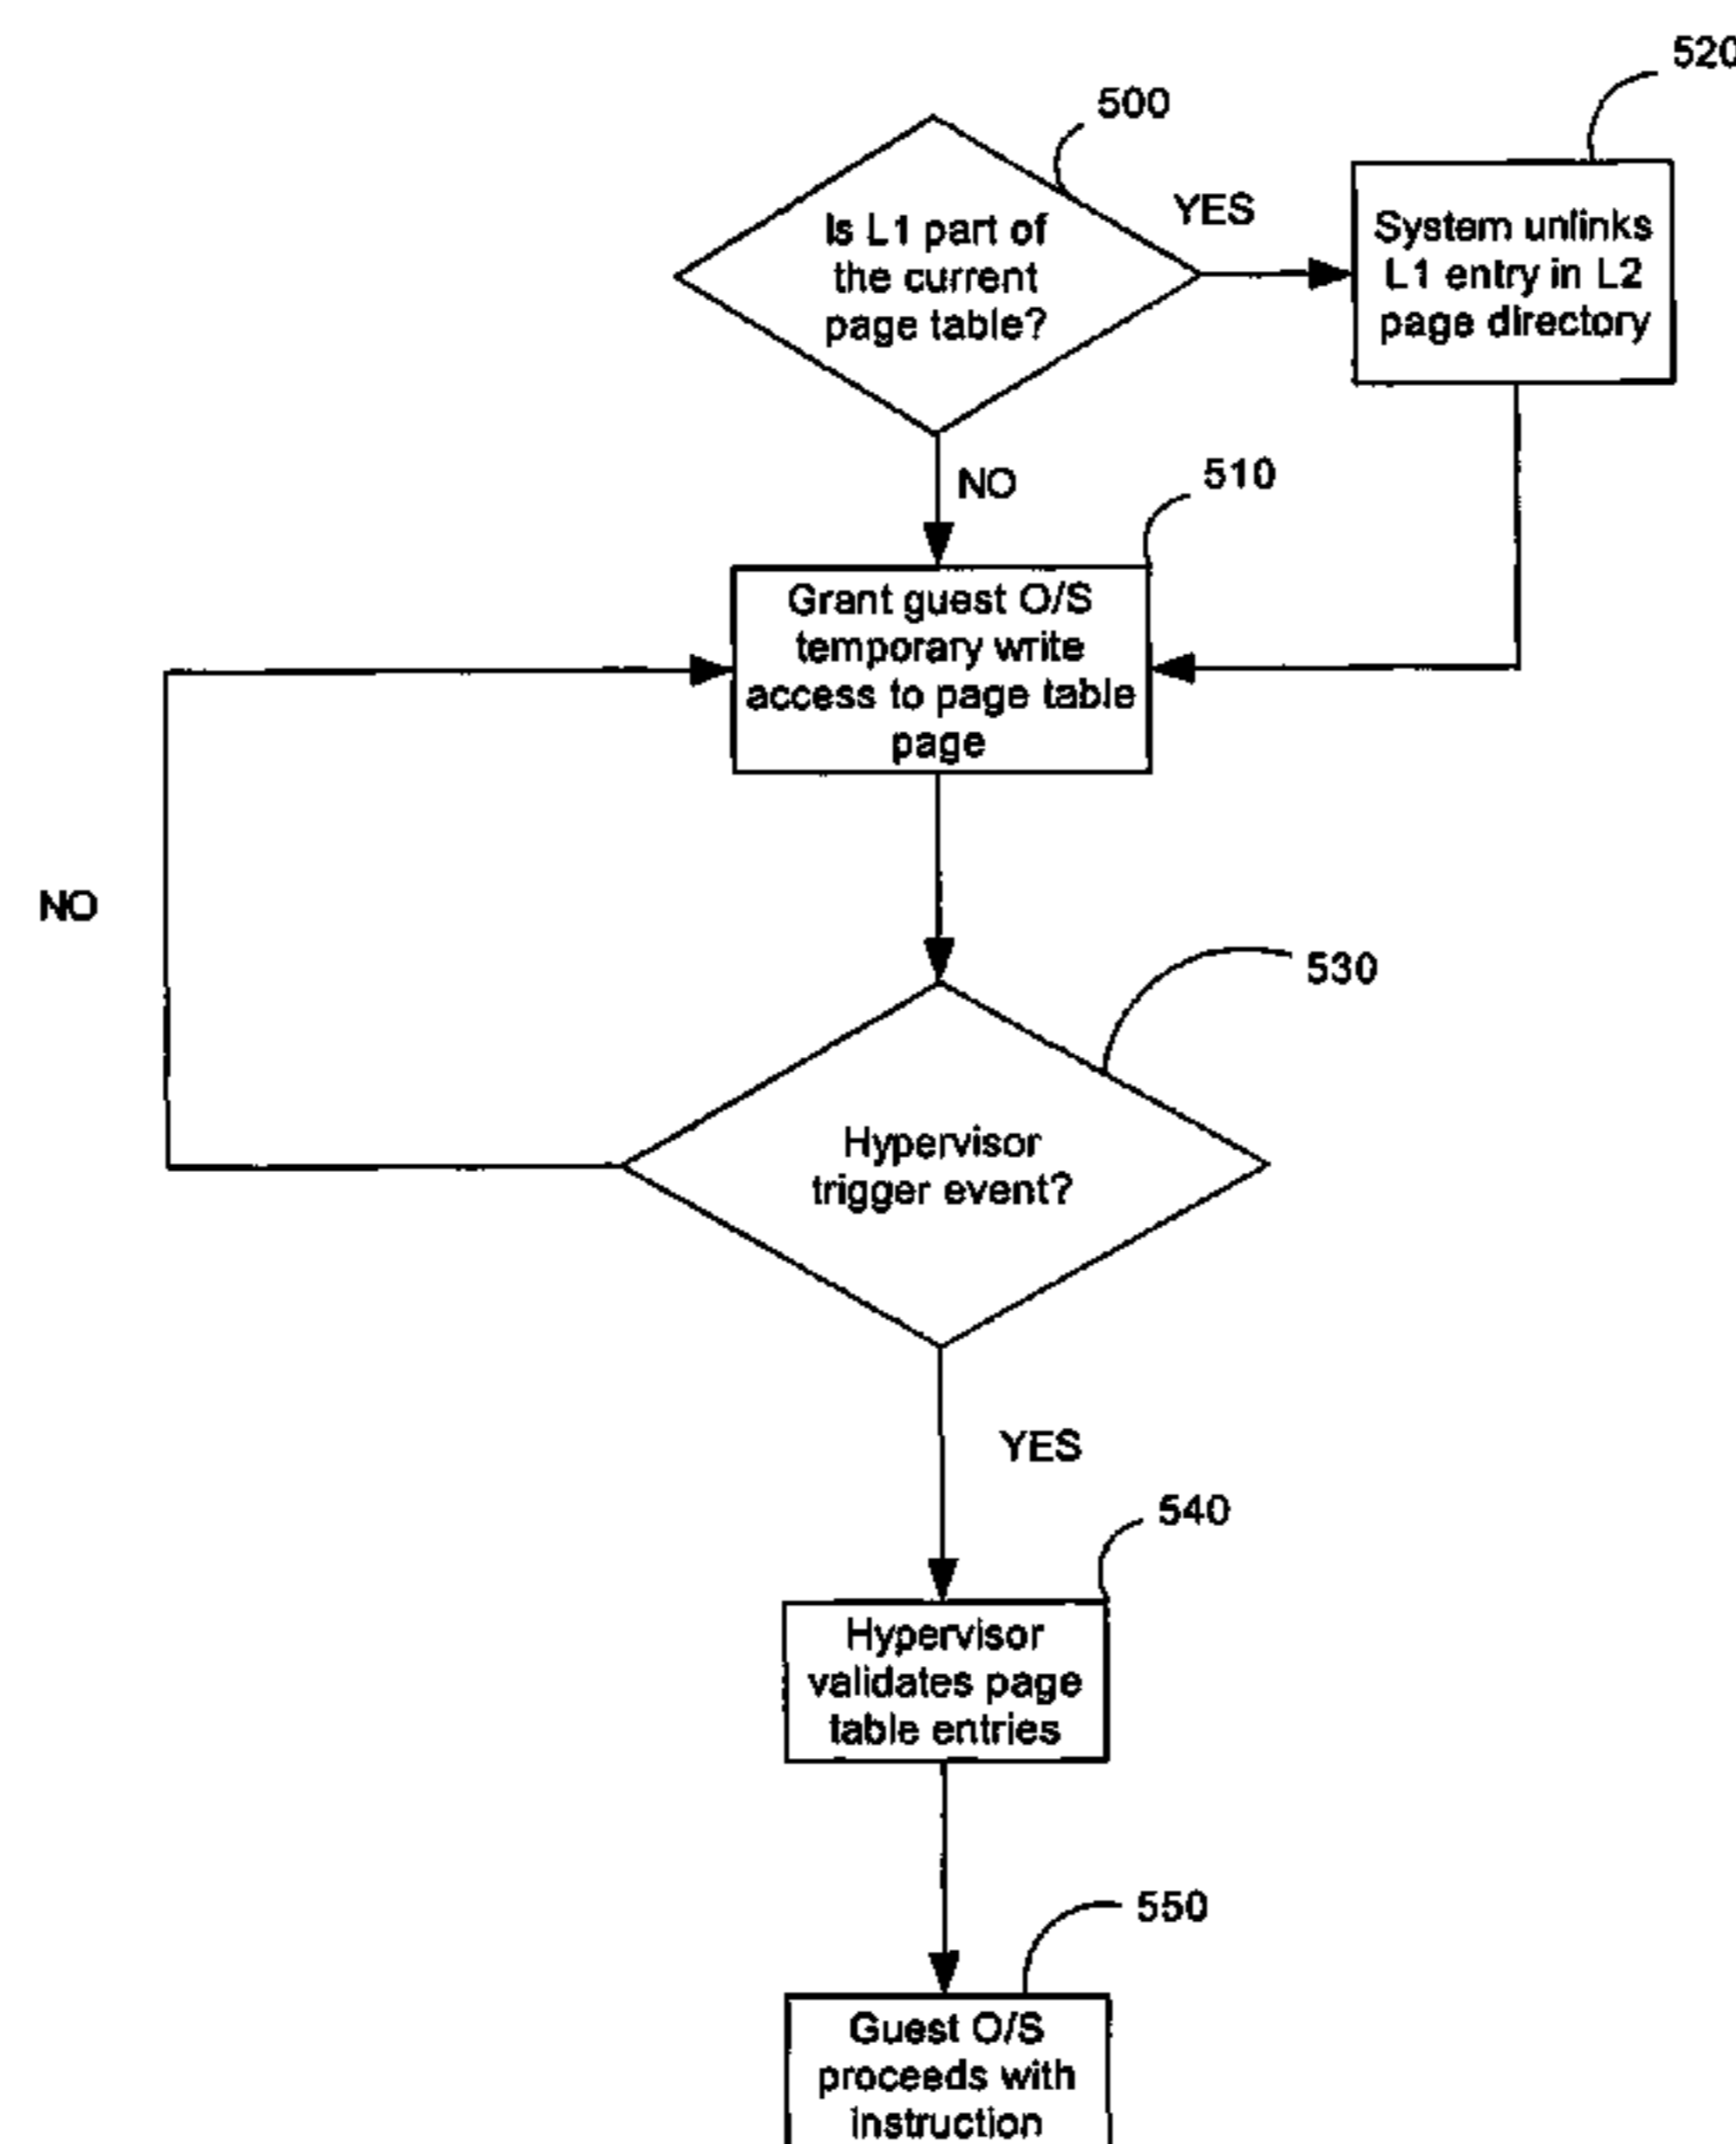 520
500
YES
Is L1 part of
the current
page table?
System unlinks
L1 entry in L2
page directory
NO
510
Grant guest O/S
temporary write
access to page table
page
NO
530
Hypervisor
trigger event?
YES
540
Hypervisor
validates page
table entries
550
Guest O/S
proceeds with
instruction